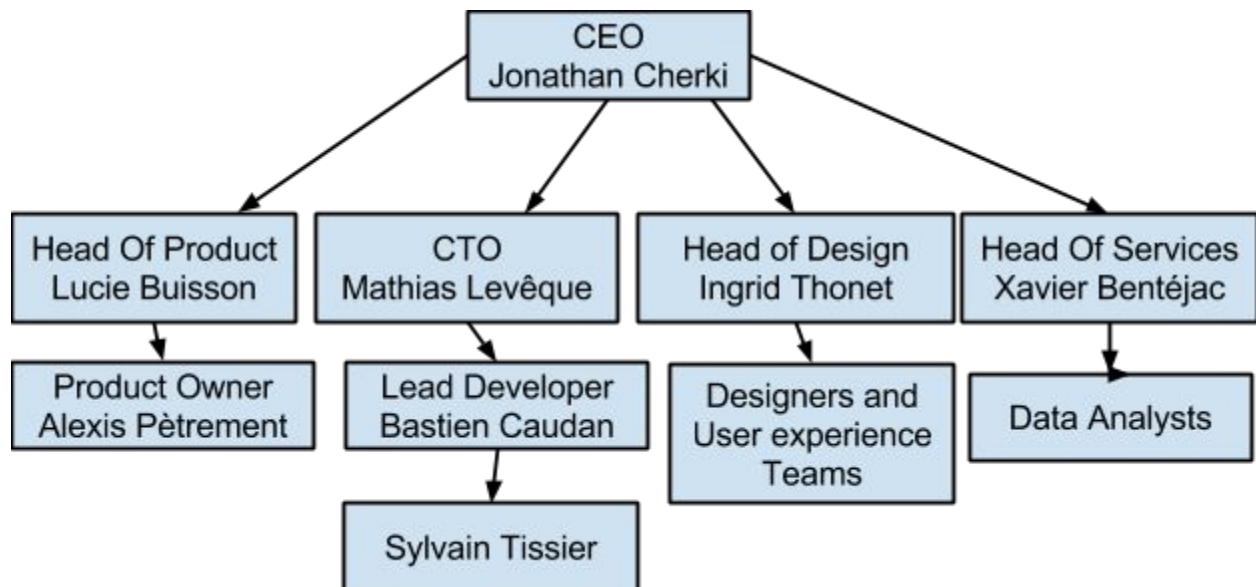 CEO
Jonathan Cherki
Head Of Product
Lucie Buisson
CTO
Mathias Levêque
Head of Design
Ingrid Thonet
Head Of Services
Xavier Bentéjac
Product Owner
Alexis Pètrement
Lead Developer
Bastien Caudan
Designers and
User experience
Teams
Data Analysts
Sylvain Tissier